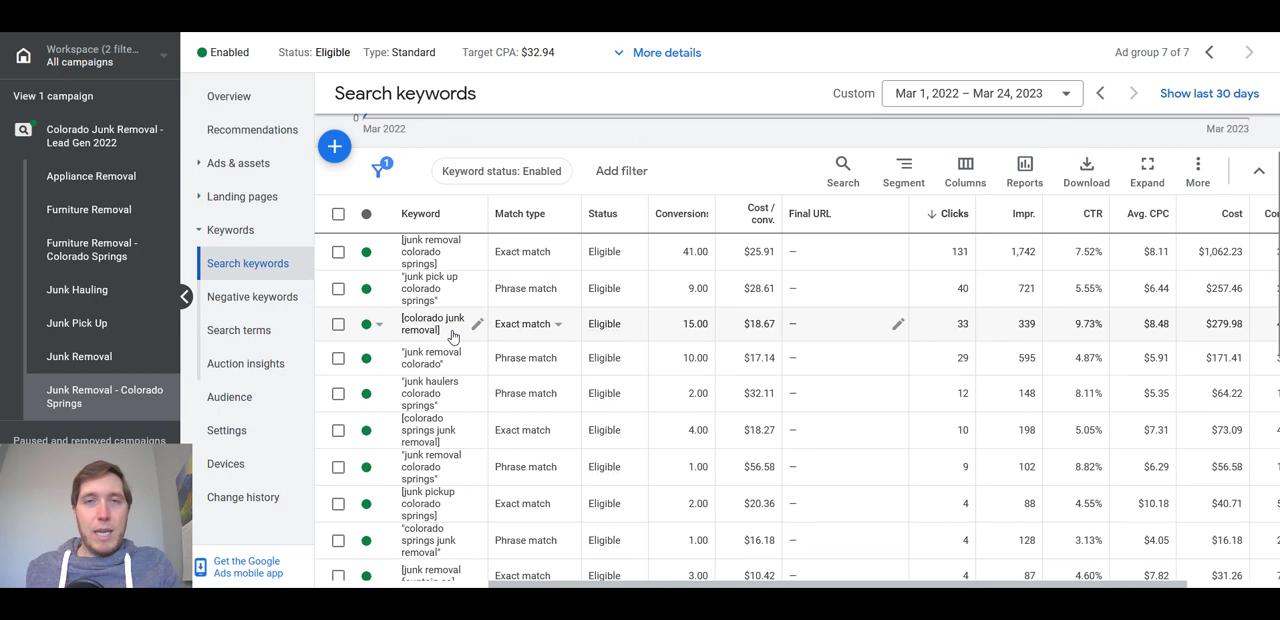 Workspace (2 filte...
All campaigns
View 1 campaign
Colorado Junk Removal -
Lead Gen 2022
Appliance Removal
Furniture Removal
Furniture Removal -
Colorado Springs
Junk Hauling
Junk Pick Up
Junk Removal
Junk Removal - Colorado
Springs
Paused and removed campaigns
Enabled Status: Eligible Type: Standard Target CPA: $32.94 More details Ad group 7 of 7
Overview
Recommendations
Ads & assets
Landing pages
Keywords
Search keywords
Negative keywords
Search terms
Auction insights
Audience
Settings
Devices
Change history
Get the Google
Ads mobile app
Search keywords
Custom Mar 1, 2022 – Mar 24, 2023 Show last 30 days
0
Mar 2022 Mar 2023
1 Keyword status: Enabled Add filter
Search Segment Columns Reports Download Expand More
Keyword Match type Status Conversions Cost / conv. Final URL Clicks Impr. CTR Avg. CPC Cost
[junk removal
colorado
springs]
Exact match Eligible 41.00 $25.91 – 131 1,742 7.52% $8.11 $1,062.23
"junk pick up
colorado
springs"
Phrase match Eligible 9.00 $28.61 – 40 721 5.55% $6.44 $257.46
[colorado junk
removal]
Exact match Eligible 15.00 $18.67 – 33 339 9.73% $8.48 $279.98
"junk removal
colorado"
Phrase match Eligible 10.00 $17.14 – 29 595 4.87% $5.91 $171.41
"junk haulers
colorado
springs"
Phrase match Eligible 2.00 $32.11 – 12 148 8.11% $5.35 $64.22
[colorado
springs junk
removal]
Exact match Eligible 4.00 $18.27 – 10 198 5.05% $7.31 $73.09
"junk removal
colorado
springs"
Phrase match Eligible 1.00 $56.58 – 9 102 8.82% $6.29 $56.58
[junk pickup
colorado
springs]
Exact match Eligible 2.00 $20.36 – 4 88 4.55% $10.18 $40.71
"colorado
springs junk
removal"
Phrase match Eligible 1.00 $16.18 – 4 128 3.13% $4.05 $16.18
[junk removal
Exact match Eligible 3.00 $10.42 – 4 87 4.60% $7.82 $31.26